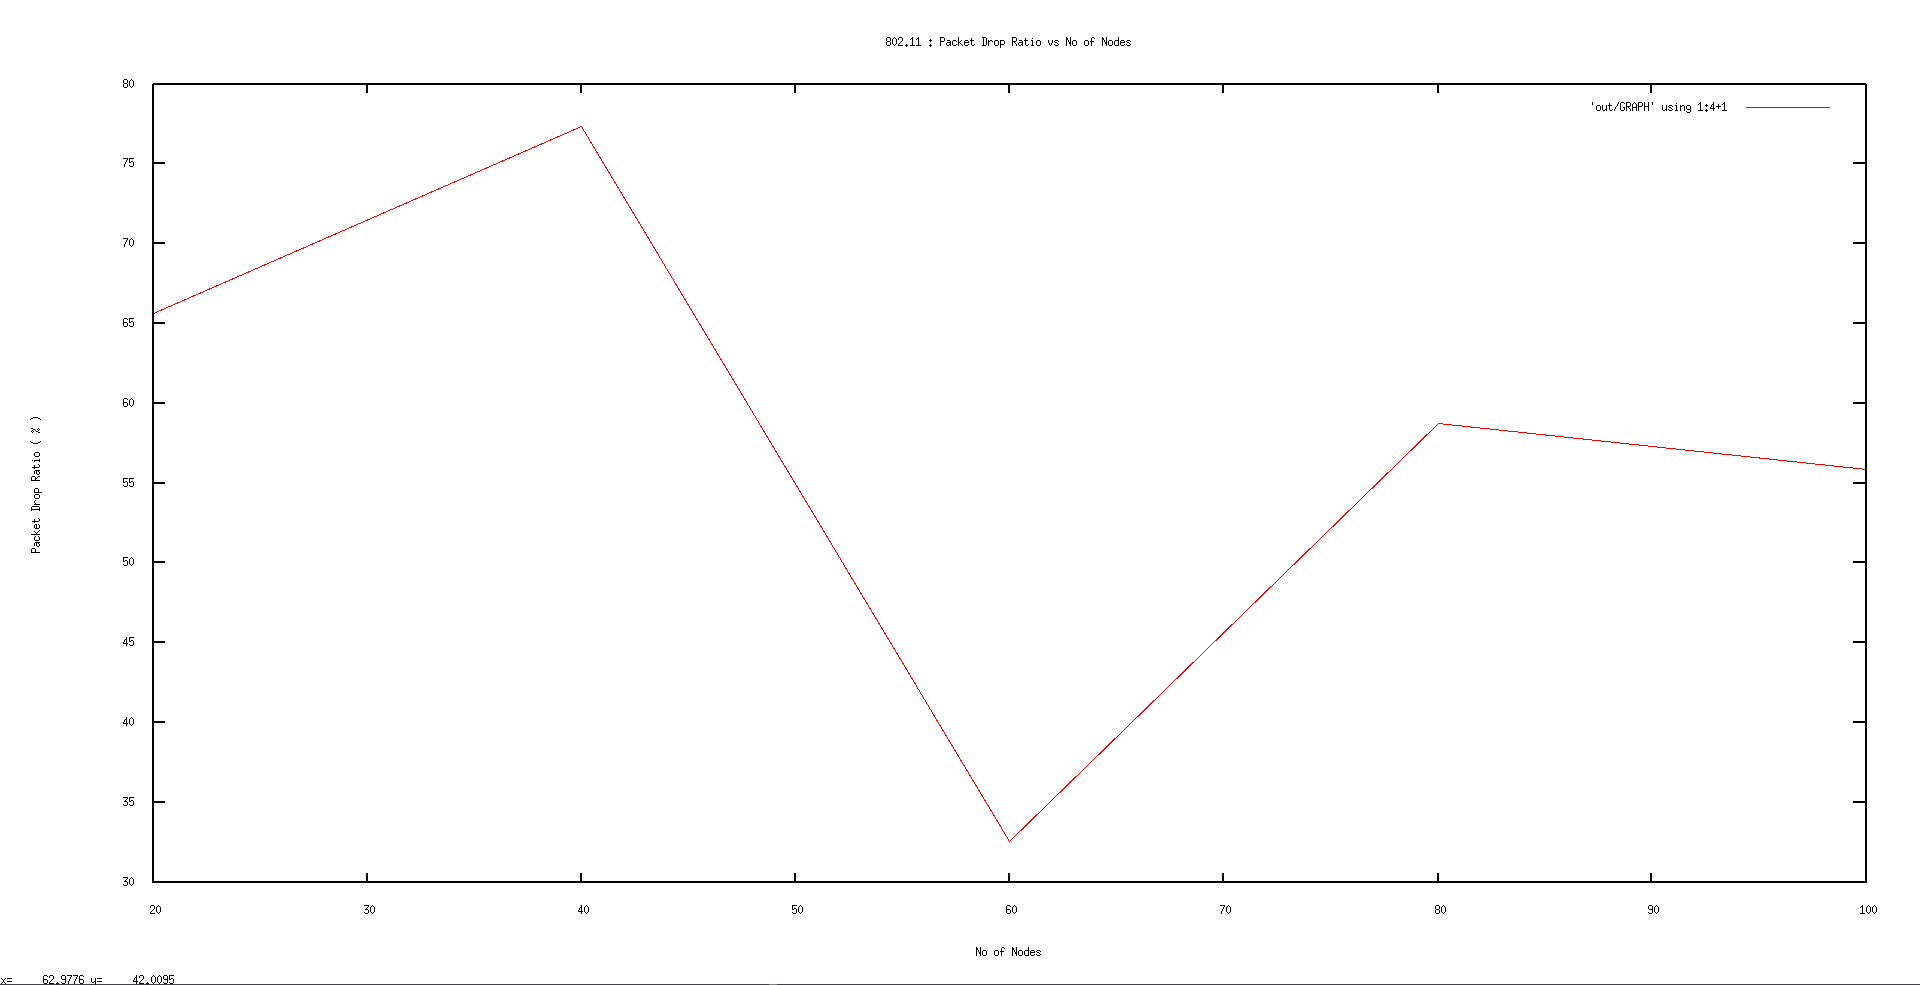 802.11 : Packet Drop Ratio vs No of Nodes
'out/GRAPH' using 1:4+1
80
75
70
65
60
55
50
45
40
35
30
Packet Drop Ratio ( % )
20 30 40 50 60 70 80 90 100
No of Nodes
x= 62.9776 y= 42.0095